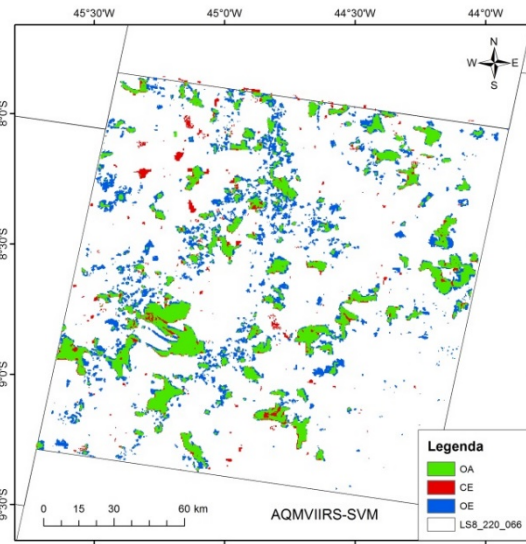 45°30'W 45°0'W 44°30'W 44°0'W
N
W E
S
8°0'S
8°30'S
9°0'S
9°30'S
Legenda
OA
CE
OE
LS8_220_066
0 15 30 60 km
AQMVIIRS-SVM